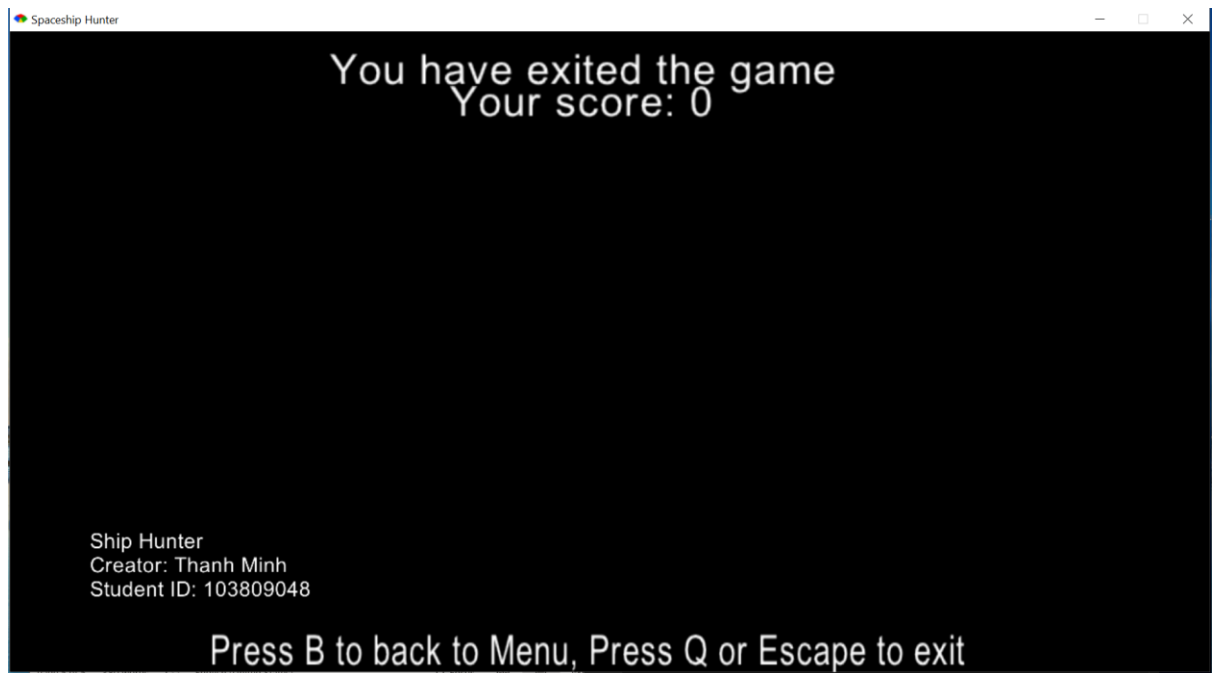 Spaceship Hunter
You have exited the game
Your score: 0
Ship Hunter
Creator: Thanh Minh
Student ID: 103809048
Press B to back to Menu, Press Q or Escape to exit